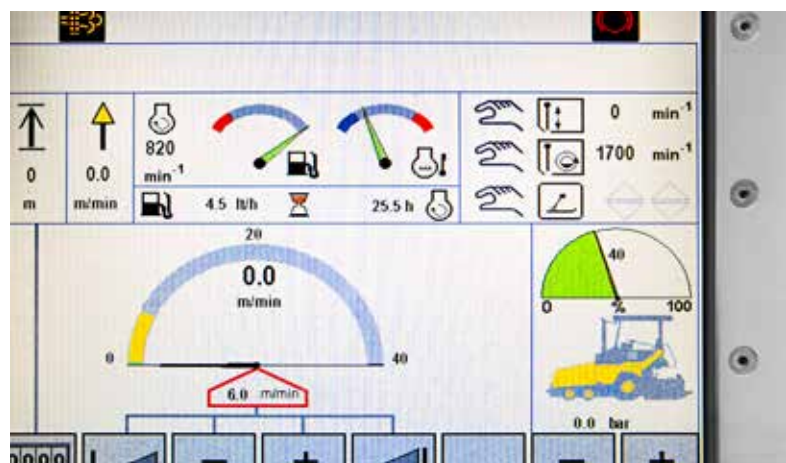 0 min⁻¹
820
min⁻¹
1700 min⁻¹
0
m
0.0
m/min
4.5 lt/h
25.5 h
20
0.0
m/min
0
40
6.0 m/min
40
0 % 100
0.0 bar
0000
- +
- +